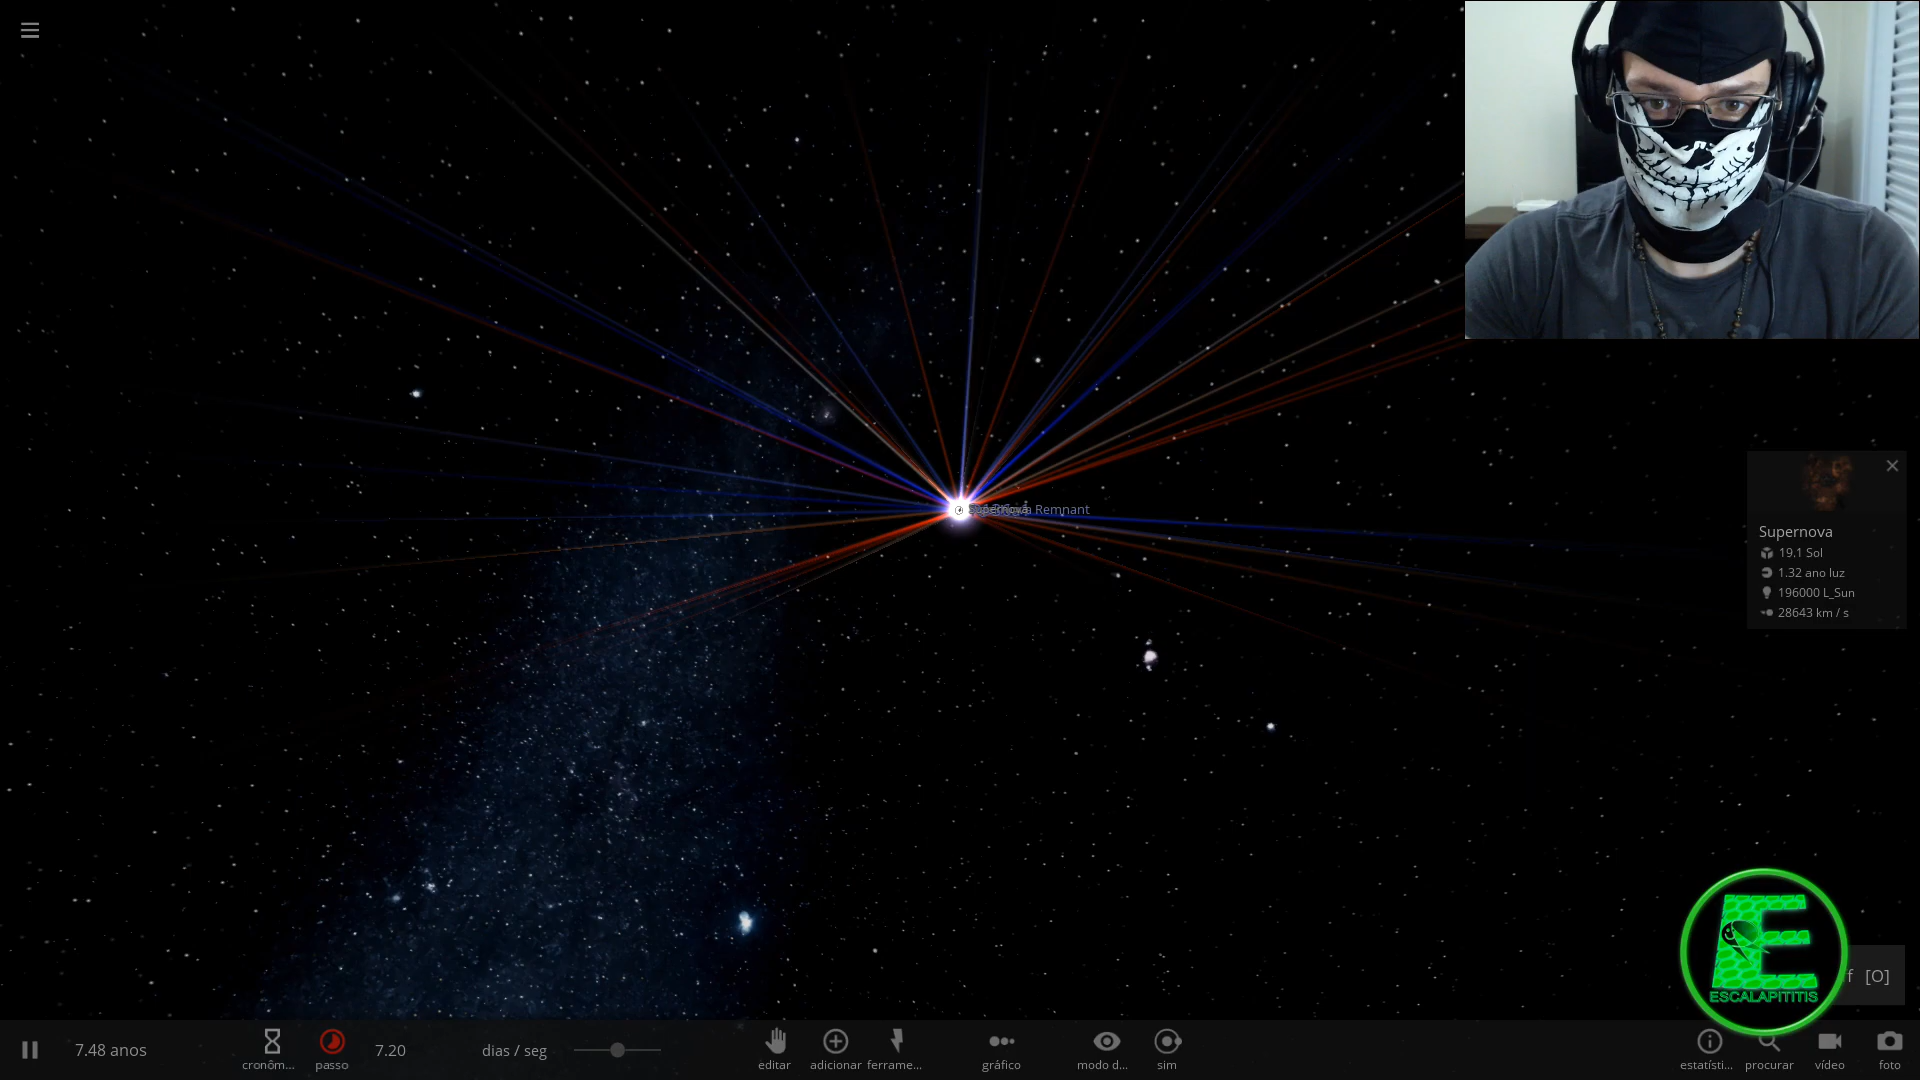 Supernova Remnant
Supernova
19.1 Sol
1.32 ano luz
196000 L_Sun
28643 km / s
[O]
ESCALAPITITIS
7.48 anos
cronôm...
passo
7.20
dias / seg
editar
adicionar
ferrame...
gráfico
modo d...
sim
estatísti...
procurar
vídeo
foto